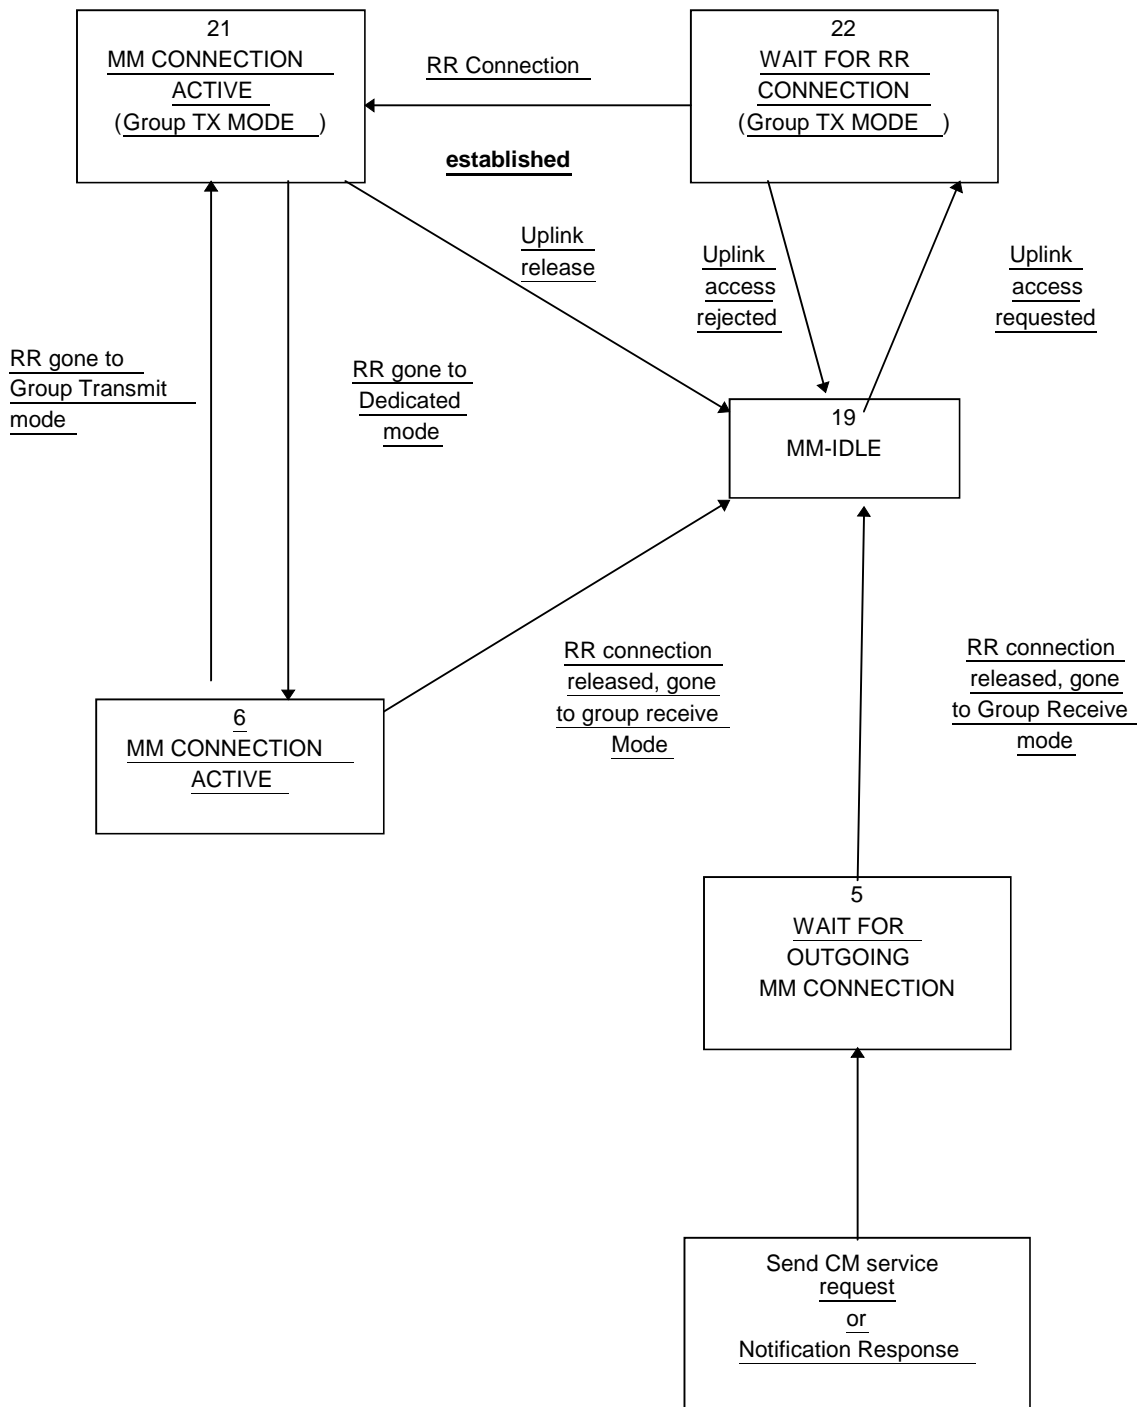 21
MM CONNECTION
ACTIVE
(Group TX MODE )
RR Connection
established
22
WAIT FOR RR
CONNECTION
(Group TX MODE )
Uplink
release
Uplink
access
rejected
Uplink
access
requested
RR gone to
Group Transmit
mode
RR gone to
Dedicated
mode
19
MM-IDLE
RR connection
released, gone
to group receive
Mode
RR connection
released, gone
to Group Receive
mode
6
MM CONNECTION
ACTIVE
5
WAIT FOR
OUTGOING
MM CONNECTION
Send CM service
request
or
Notification Response